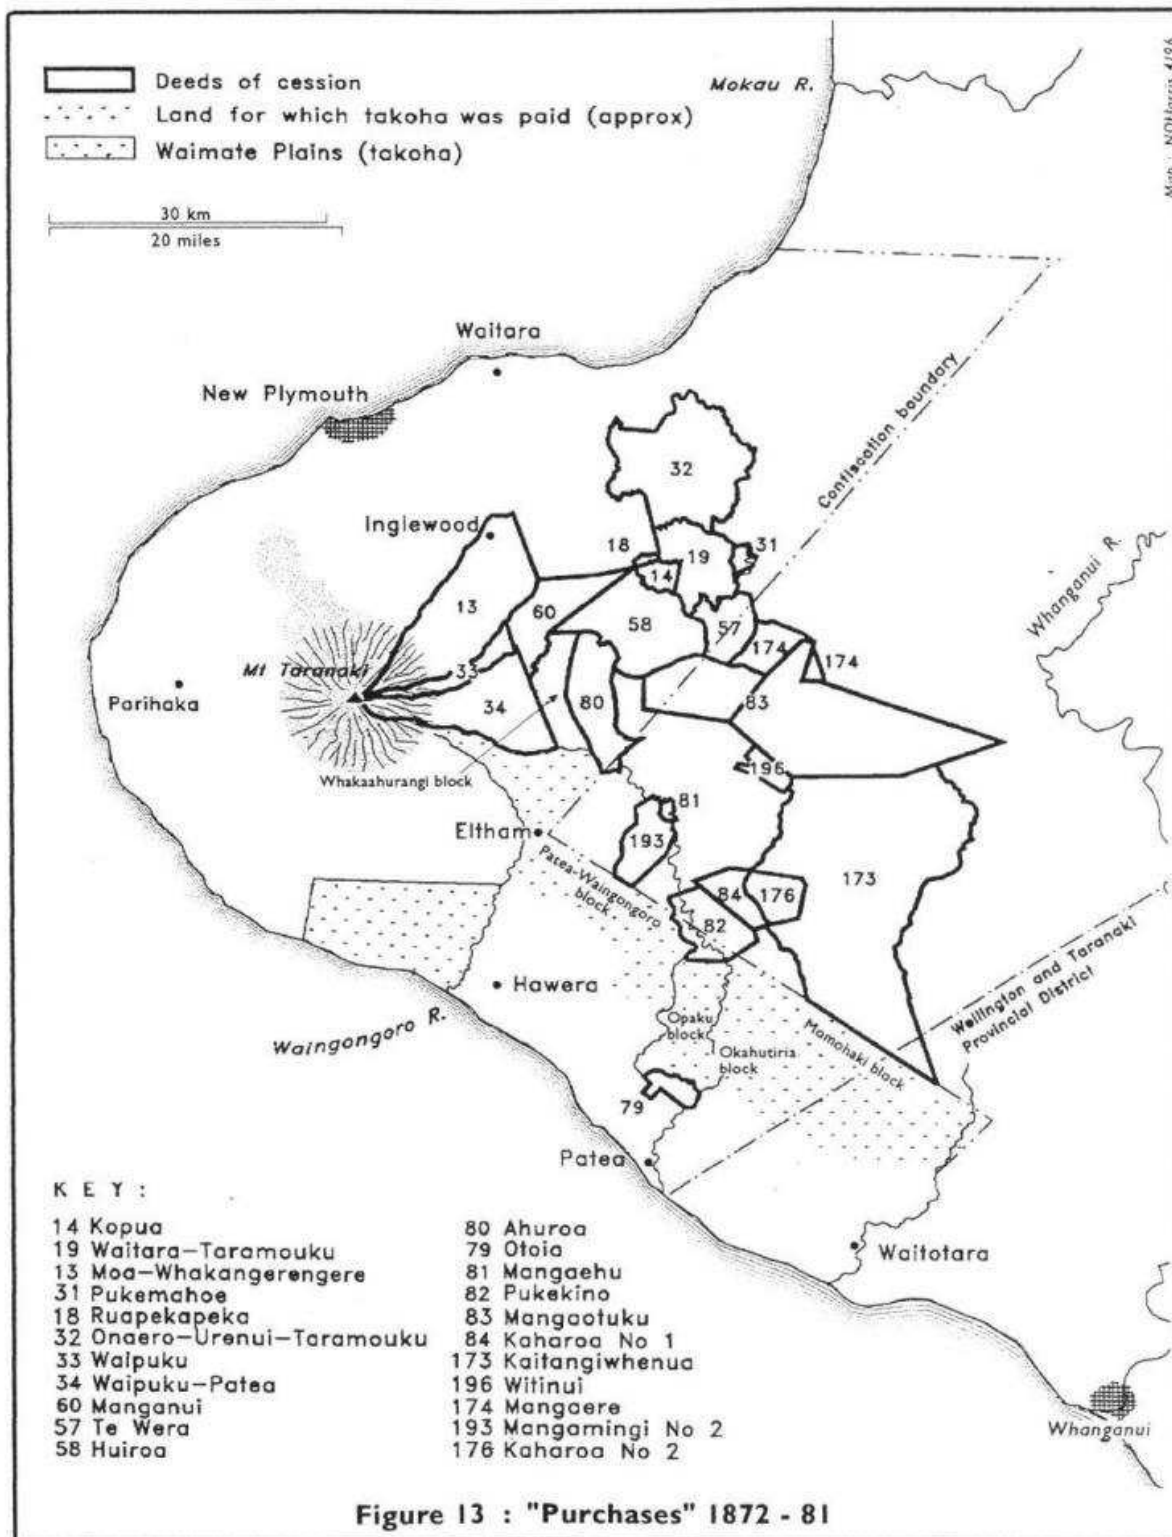 Deeds of cession
Land for which takoha was paid (approx)
Waimate Plains (takoha)
30 km
20 miles
Mokau R.
Waitara
New Plymouth
Confiscation boundary
32
Inglewood
18
19
31
14
Whanganui R.
13
60
58
57
174
174
Mt Taranaki
33
Parihaka
34
80
83
Whakaahurangi block
196
81
Eltham
193
Patea-Waingongoro
block
84
176
173
82
Hawera
Wellington and Taranaki
Provincial District
Waingongoro R.
Opaku
block
Momohaki block
Okahutiria
block
79
Patea
Waitotara
Whanganui
KEY:
14 Kopua
19 Waitara-Taramouku
13 Moa-Whakangerengere
31 Pukemahoe
18 Ruapekapeka
32 Onaero-Urenui-Taramouku
33 Waipuku
34 Waipuku-Patea
60 Manganui
57 Te Wera
58 Huiroa
80 Ahuroa
79 Otoia
81 Mangaehu
82 Pukekino
83 Mangaotuku
84 Kaharoa No 1
173 Kaitangiwhenua
196 Witinui
174 Mangaere
193 Mangamingi No 2
176 Kaharoa No 2
Figure 13 : "Purchases" 1872 - 81